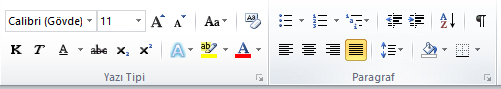 Calibri (Gövde) 11 A A Aa
K T A abc X₂ X² A ab A
Yazı Tipi
Paragraf